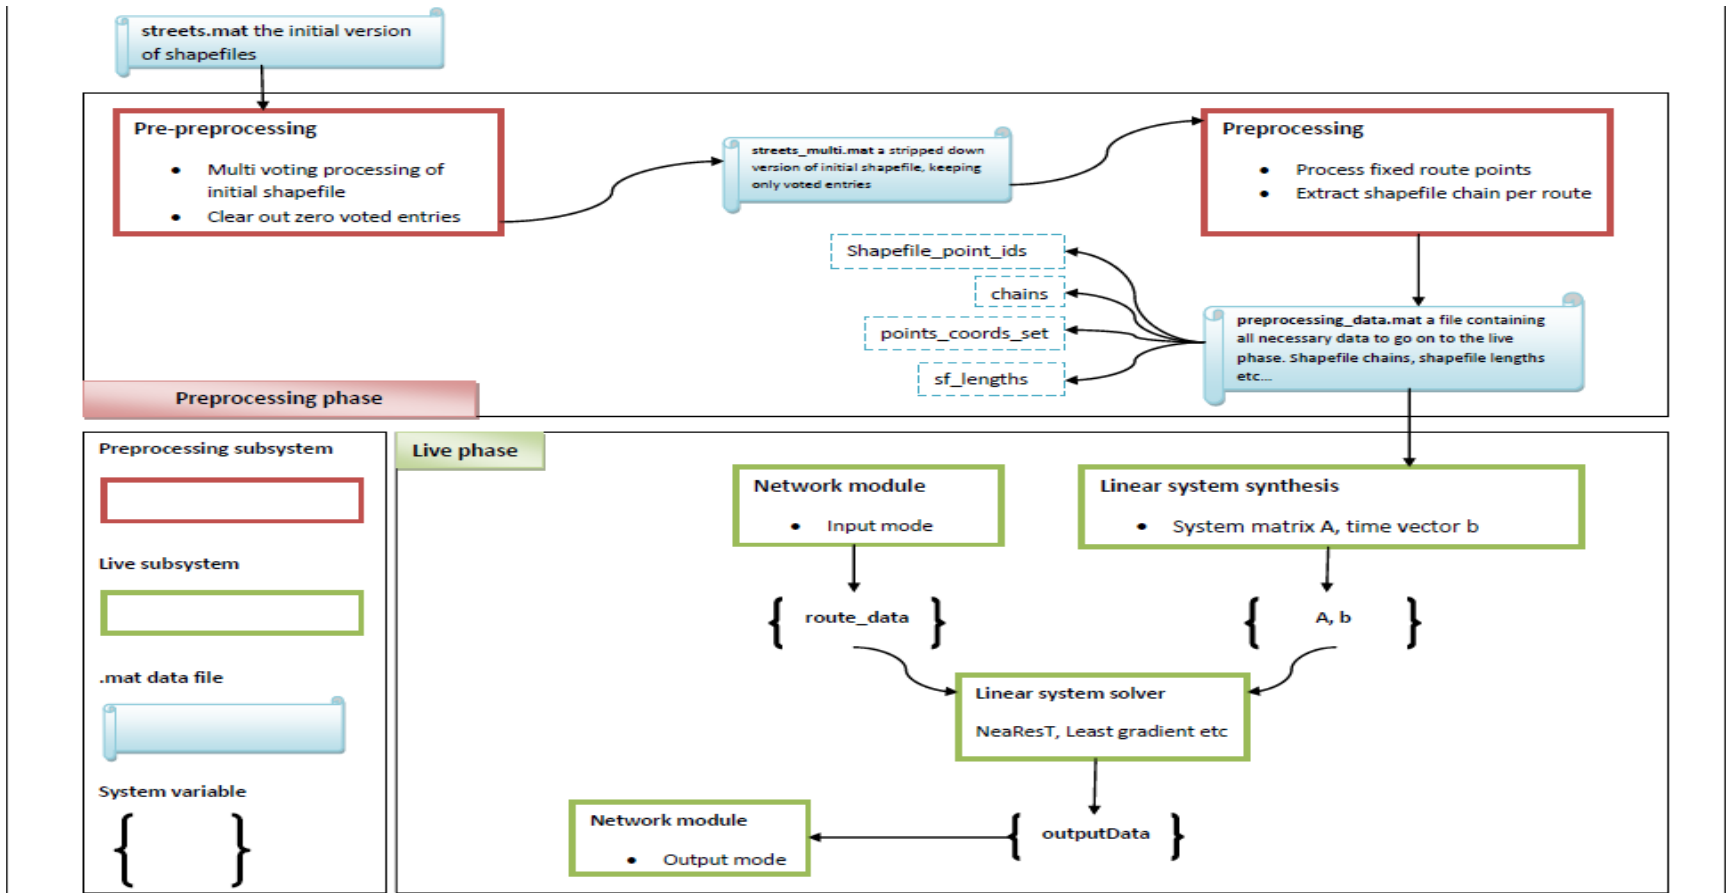 streets.mat the initial version
of shapefiles
Pre-preprocessing
• Multi voting processing of
initial shapefile
• Clear out zero voted entries
streets_multi.mat a stripped down
version of initial shapefile, keeping
only voted entries
Preprocessing
• Process fixed route points
• Extract shapefile chain per route
Shapefile_point_ids
chains
points_coords_set
sf_lengths
preprocessing_data.mat a file containing
all necessary data to go on to the live
phase. Shapefile chains, shapefile lengths
etc...
Preprocessing phase
Preprocessing subsystem
Live subsystem
.mat data file
System variable
{ }
Live phase
Network module
• Input mode
Linear system synthesis
• System matrix A, time vector b
{ route_data }
{ A, b }
Linear system solver
NeaResT, Least gradient etc
{ outputData }
Network module
• Output mode